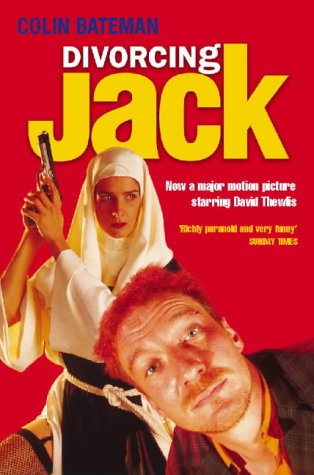 COLIN BATEMAN
DIVORCING
Jack
Now a major motion picture
starring David Thewlis
'Richly paranoid and very funny'
SUNDAY TIMES